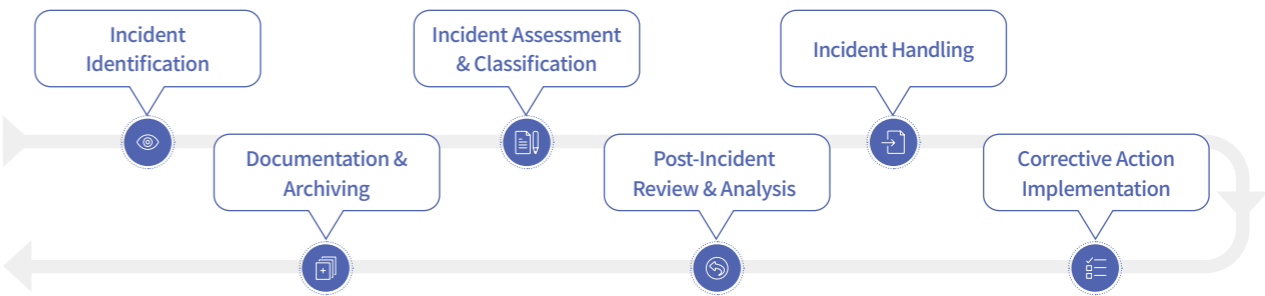 Incident
Identification
Incident Assessment
& Classification
Incident Handling
Corrective Action
Implementation
Post-Incident
Review & Analysis
Documentation &
Archiving